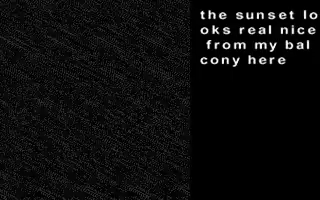 the sunset lo
oks real nice
from my bal
cony here